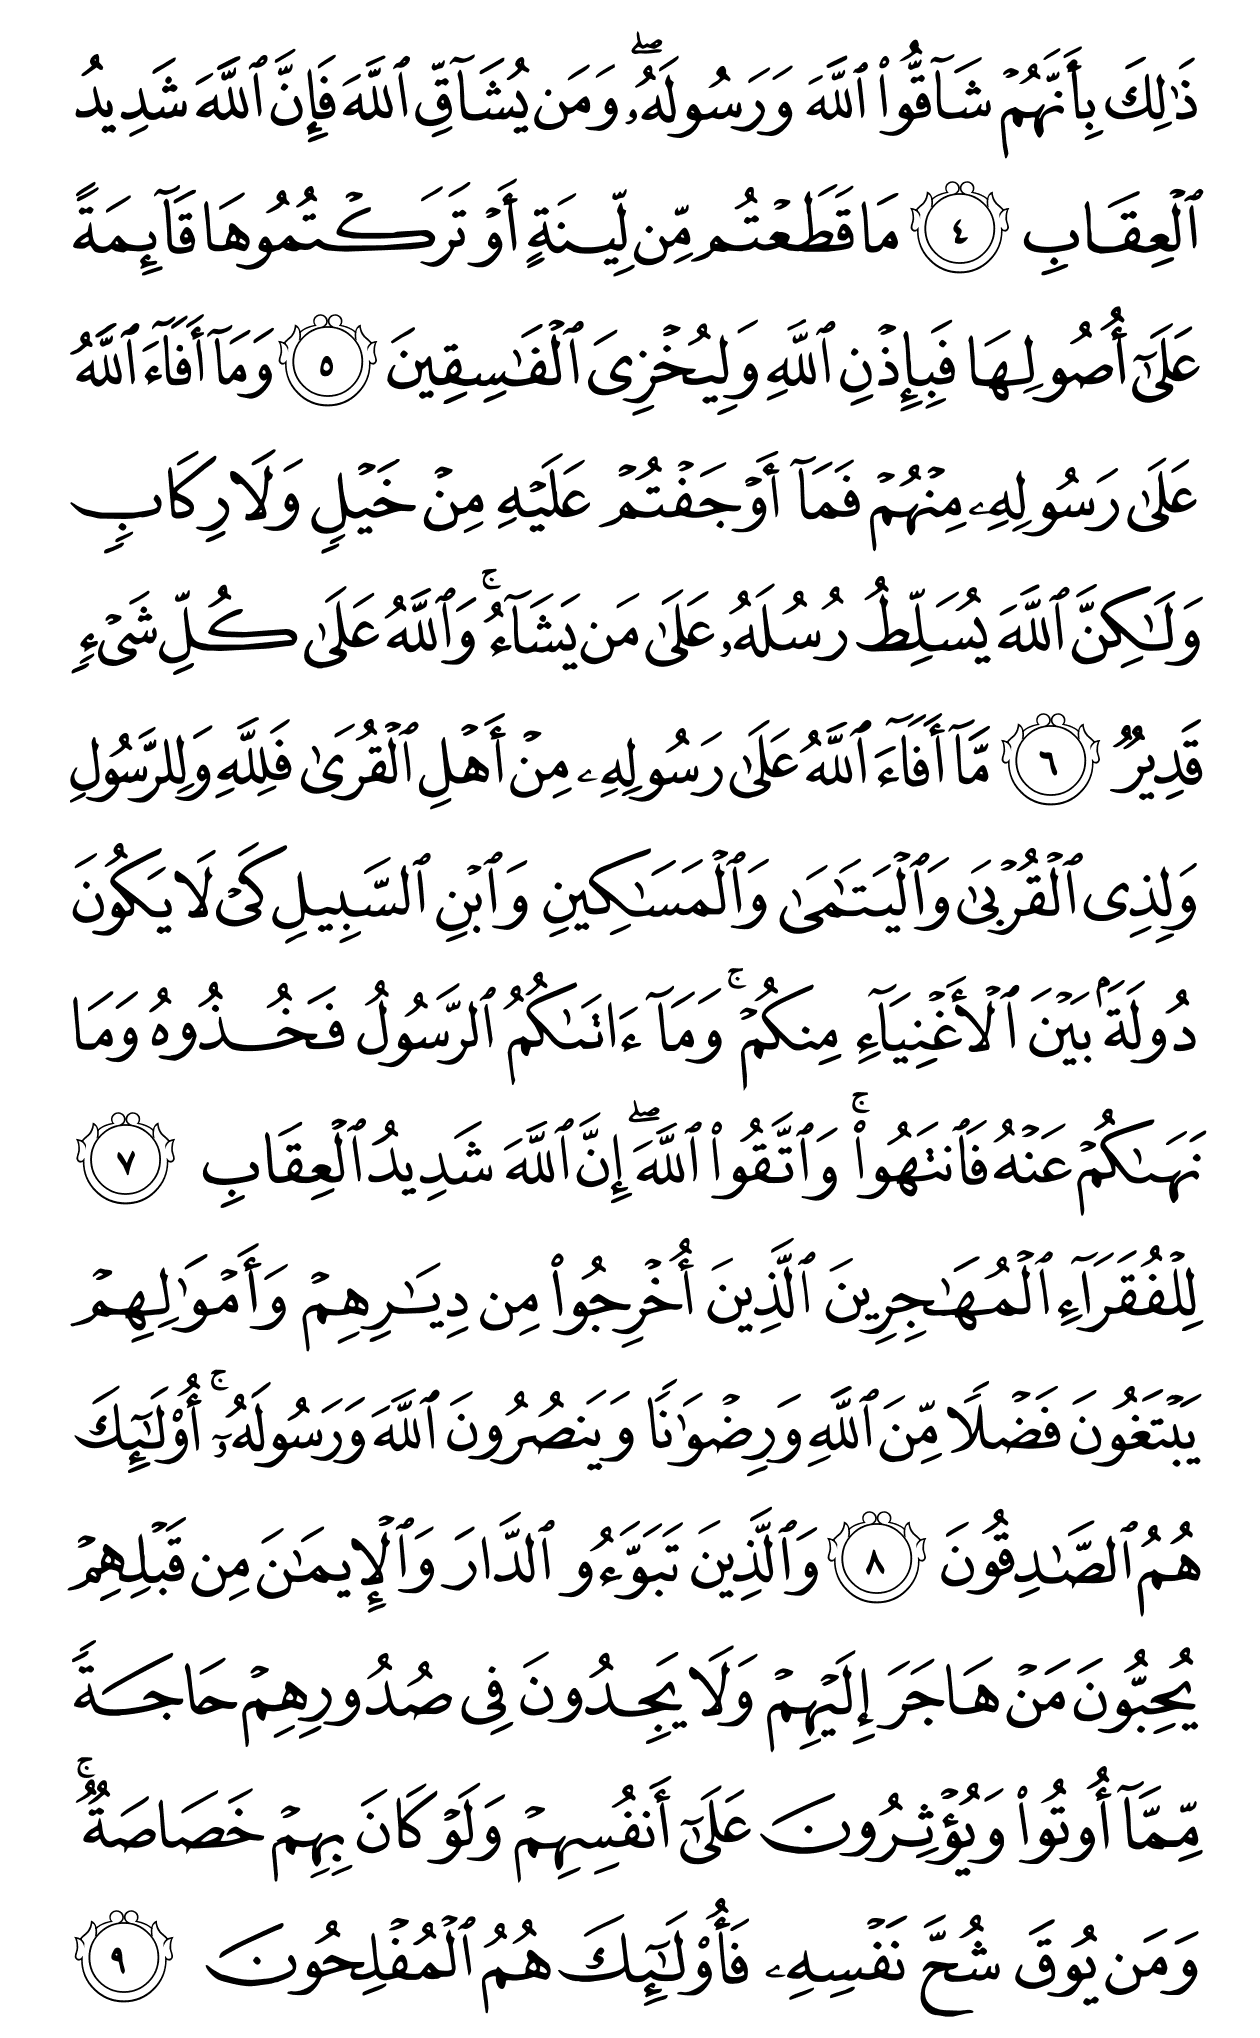 ذَٰلِكَ بِأَنَّهُمۡ شَآقُّواْ ٱللَّهَ وَرَسُولَهُۥۖ وَمَن يُشَآقِّ ٱللَّهَ فَإِنَّ ٱللَّهَ شَدِيدُ
ٱلۡعِقَابِ ٤ مَا قَطَعۡتُم مِّن لِّينَةٍ أَوۡ تَرَكۡتُمُوهَا قَآئِمَةً
عَلَىٰٓ أُصُولِهَا فَبِإِذۡنِ ٱللَّهِ وَلِيُخۡزِيَ ٱلۡفَٰسِقِينَ ٥ وَمَآ أَفَآءَ ٱللَّهُ
عَلَىٰ رَسُولِهِۦ مِنۡهُمۡ فَمَآ أَوۡجَفۡتُمۡ عَلَيۡهِ مِنۡ خَيۡلٖ وَلَا رِكَابٖ
وَلَٰكِنَّ ٱللَّهَ يُسَلِّطُ رُسُلَهُۥ عَلَىٰ مَن يَشَآءُۚ وَٱللَّهُ عَلَىٰ كُلِّ شَيۡءٖ
قَدِيرٞ ٦ مَّآ أَفَآءَ ٱللَّهُ عَلَىٰ رَسُولِهِۦ مِنۡ أَهۡلِ ٱلۡقُرَىٰ فَلِلَّهِ وَلِلرَّسُولِ
وَلِذِي ٱلۡقُرۡبَىٰ وَٱلۡيَتَٰمَىٰ وَٱلۡمَسَٰكِينِ وَٱبۡنِ ٱلسَّبِيلِ كَيۡ لَا يَكُونَ
دُولَةَۢ بَيۡنَ ٱلۡأَغۡنِيَآءِ مِنكُمۡۚ وَمَآ ءَاتَىٰكُمُ ٱلرَّسُولُ فَخُذُوهُ وَمَا
نَهَىٰكُمۡ عَنۡهُ فَٱنتَهُواْۚ وَٱتَّقُواْ ٱللَّهَۖ إِنَّ ٱللَّهَ شَدِيدُ ٱلۡعِقَابِ ٧
لِلۡفُقَرَآءِ ٱلۡمُهَٰجِرِينَ ٱلَّذِينَ أُخۡرِجُواْ مِن دِيَٰرِهِمۡ وَأَمۡوَٰلِهِمۡ
يَبۡتَغُونَ فَضۡلٗا مِّنَ ٱللَّهِ وَرِضۡوَٰنٗا وَيَنصُرُونَ ٱللَّهَ وَرَسُولَهُۥٓۚ أُوْلَٰٓئِكَ
هُمُ ٱلصَّٰدِقُونَ ٨ وَٱلَّذِينَ تَبَوَّءُو ٱلدَّارَ وَٱلۡإِيمَٰنَ مِن قَبۡلِهِمۡ
يُحِبُّونَ مَنۡ هَاجَرَ إِلَيۡهِمۡ وَلَا يَجِدُونَ فِي صُدُورِهِمۡ حَاجَةٗ
مِّمَّآ أُوتُواْ وَيُؤۡثِرُونَ عَلَىٰٓ أَنفُسِهِمۡ وَلَوۡ كَانَ بِهِمۡ خَصَاصَةٞۚ
وَمَن يُوقَ شُحَّ نَفۡسِهِۦ فَأُوْلَٰٓئِكَ هُمُ ٱلۡمُفۡلِحُونَ ٩